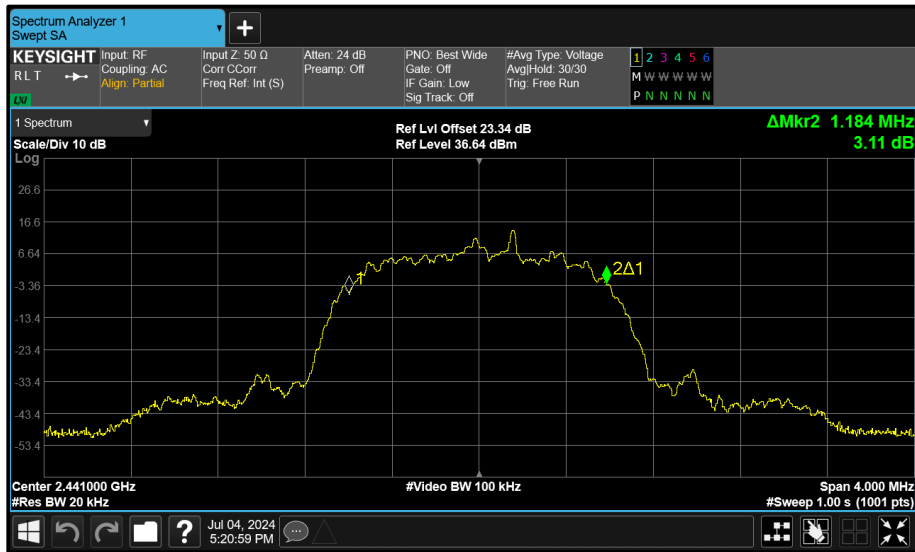 Spectrum Analyzer 1
Swept SA
+
KEYSIGHT
RLT
LXI
Input: RF
Coupling: AC
Align: Partial
Input Z: 50 Ω
Corr CCorr
Freq Ref: Int (S)
Atten: 24 dB
Preamp: Off
PNO: Best Wide
Gate: Off
IF Gain: Low
Sig Track: Off
#Avg Type: Voltage
Avg|Hold: 30/30
Trig: Free Run
1 2 3 4 5 6
M W W W W W
P N N N N N
1 Spectrum
Scale/Div 10 dB
Ref Lvl Offset 23.34 dB
Ref Level 36.64 dBm
ΔMkr2 1.184 MHz
3.11 dB
Log
26.6
16.6
6.64
-3.36
-13.4
-23.4
-33.4
-43.4
-53.4
1
2Δ1
Center 2.441000 GHz
#Video BW 100 kHz
Span 4.000 MHz
#Res BW 20 kHz
#Sweep 1.00 s (1001 pts)
?
Jul 04, 2024
5:20:59 PM